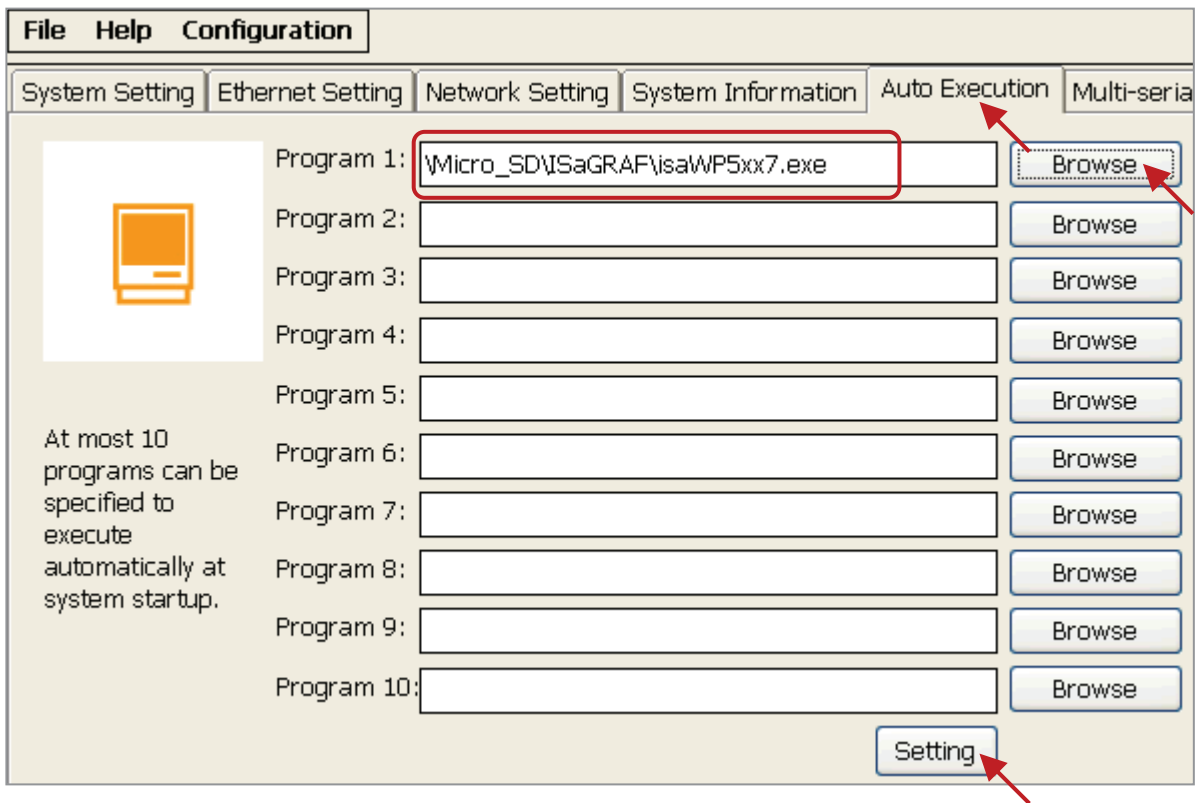 File Help Configuration
System Setting Ethernet Setting Network Setting System Information Auto Execution Multi-seria
Program 1: \Micro_SD\ISaGRAF\isaWP5xx7.exe Browse
Program 2: Browse
Program 3: Browse
Program 4: Browse
Program 5: Browse
Program 6: Browse
Program 7: Browse
Program 8: Browse
Program 9: Browse
Program 10: Browse
At most 10
programs can be
specified to
execute
automatically at
system startup.
Setting